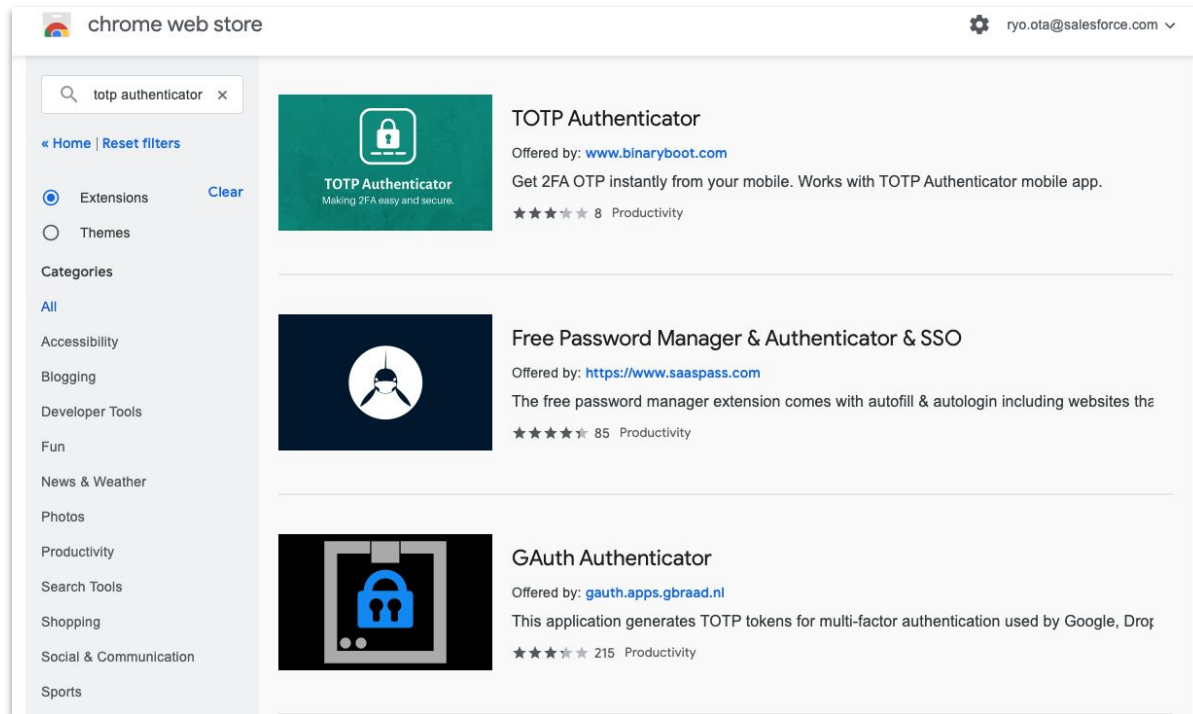 chrome web store
ryo.ota@salesforce.com
totp authenticator
« Home | Reset filters
Extensions
Clear
Themes
Categories
All
Accessibility
Blogging
Developer Tools
Fun
News & Weather
Photos
Productivity
Search Tools
Shopping
Social & Communication
Sports
TOTP Authenticator
Making 2FA easy and secure.
TOTP Authenticator
Offered by: www.binaryboot.com
Get 2FA OTP instantly from your mobile. Works with TOTP Authenticator mobile app.
8 Productivity
Free Password Manager & Authenticator & SSO
Offered by: https://www.saaspass.com
The free password manager extension comes with autofill & autologin including websites tha
85 Productivity
GAuth Authenticator
Offered by: gauth.apps.gbraad.nl
This application generates TOTP tokens for multi-factor authentication used by Google, Drop
215 Productivity